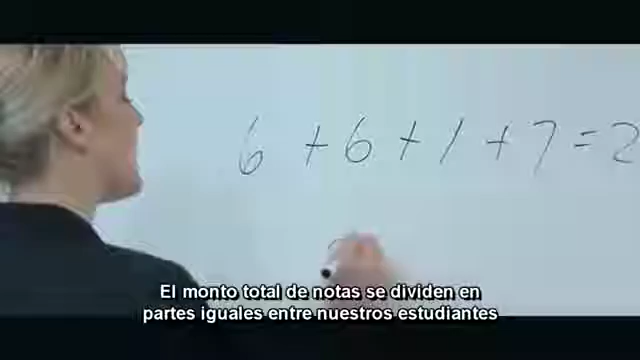 6 + 6 + 1 + 7 = 2
El monto total de notas se dividen en
partes iguales entre nuestros estudiantes